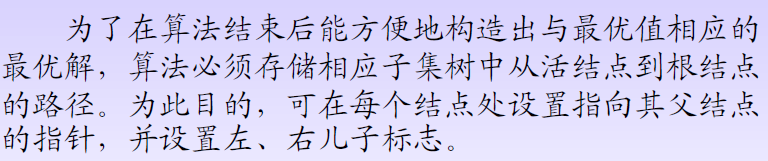 为了在算法结束后能方便地构造出与最优值相应的
最优解，算法必须存储相应子集树中从活结点到根结点
的路径。为此目的，可在每个结点处设置指向其父结点
的指针，并设置左、右儿子标志。